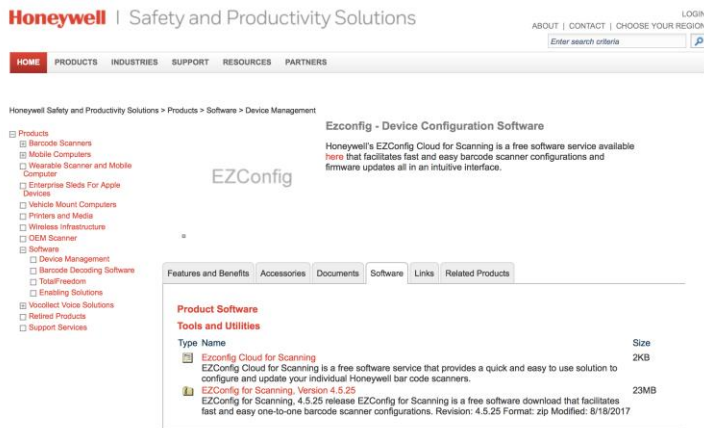 Honeywell | Safety and Productivity Solutions
LOGIN
ABOUT | CONTACT | CHOOSE YOUR REGION
Enter search criteria
HOME PRODUCTS INDUSTRIES SUPPORT RESOURCES PARTNERS
Honeywell Safety and Productivity Solutions > Products > Software > Device Management
Products
Barcode Scanners
Mobile Computers
Wearable Scanner and Mobile
Computer
Enterprise Sleds For Apple
Devices
Vehicle Mount Computers
Printers and Media
Wireless Infrastructure
OEM Scanner
Software
Device Management
Barcode Decoding Software
TotalFreedom
Enabling Solutions
Vocollect Voice Solutions
Retired Products
Support Services
EZConfig
Ezconfig - Device Configuration Software
Honeywell's EZConfig Cloud for Scanning is a free software service available
here that facilitates fast and easy barcode scanner configurations and
firmware updates all in an intuitive interface.
Features and Benefits Accessories Documents Software Links Related Products
Product Software
Tools and Utilities
Type Name Size
Ezconfig Cloud for Scanning 2KB
EZConfig Cloud for Scanning is a free software service that provides a quick and easy to use solution to
configure and update your individual Honeywell bar code scanners.
EZConfig for Scanning, Version 4.5.25 23MB
EZConfig for Scanning, 4.5.25 release EZConfig for Scanning is a free software download that facilitates
fast and easy one-to-one barcode scanner configurations. Revision: 4.5.25 Format: zip Modified: 8/18/2017